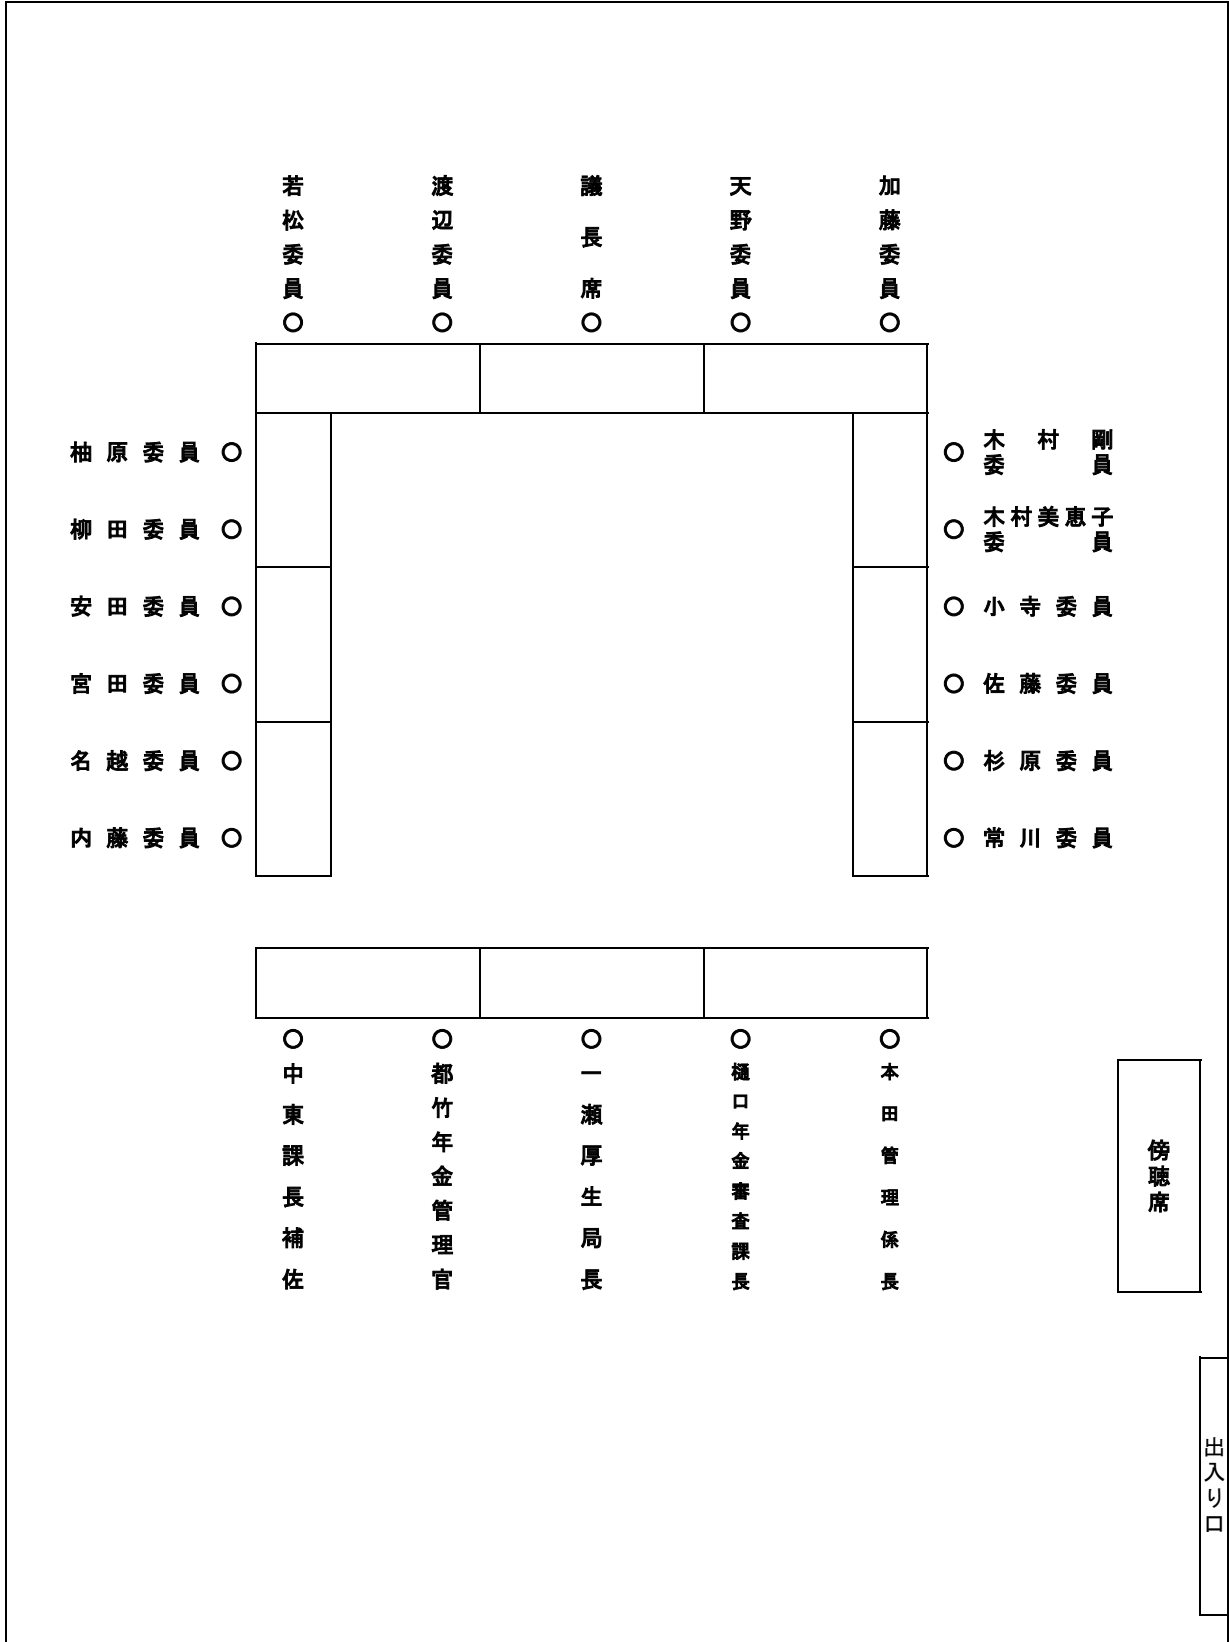 若松委員
渡辺委員
議長席
天野委員
加藤委員
柚原委員
柳田委員
安田委員
宮田委員
名越委員
内藤委員
木村剛
委員
木村美恵子
委員
小寺委員
佐藤委員
杉原委員
常川委員
中東課長補佐
都竹年金管理官
一瀬厚生局長
樋口年金審査課長
本田管理係長
傍聴席
出入り口